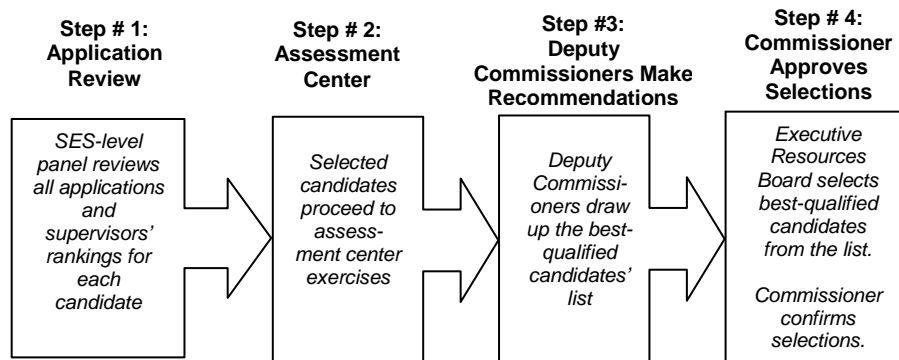 Step # 1:
Application
Review
SES-level
panel reviews
all applications
and
supervisors’
rankings for
each
candidate
Step # 2:
Assessment
Center
Selected
candidates
proceed to
assess-
ment center
exercises
Step #3:
Deputy
Commissioners Make
Recommendations
Deputy
Commissi-
oners draw
up the best-
qualified
candidates’
list
Step # 4:
Commissioner
Approves
Selections
Executive
Resources
Board selects
best-qualified
candidates
from the list.
Commissioner
confirms
selections.